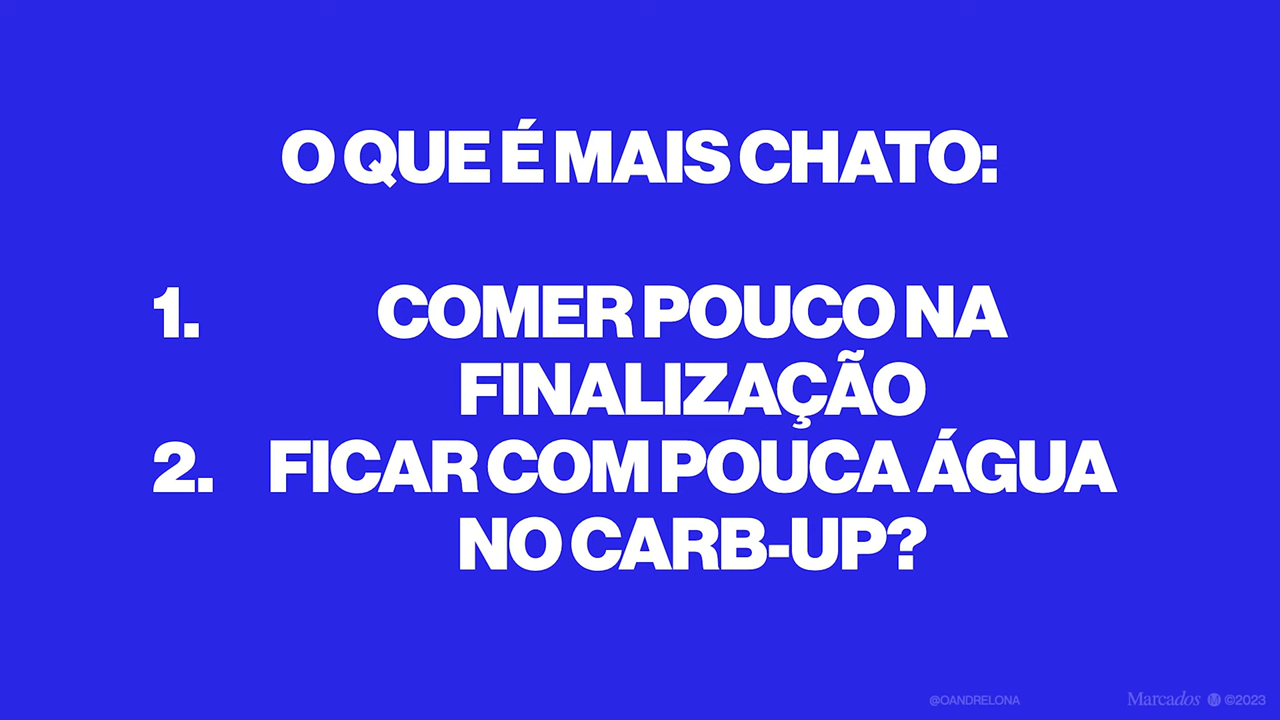 O QUE É MAIS CHATO:
1. COMER POUCO NA
FINALIZAÇÃO
2. FICAR COM POUCA ÁGUA
NO CARB-UP?
@OANDRELONA
Marcados M ©2023